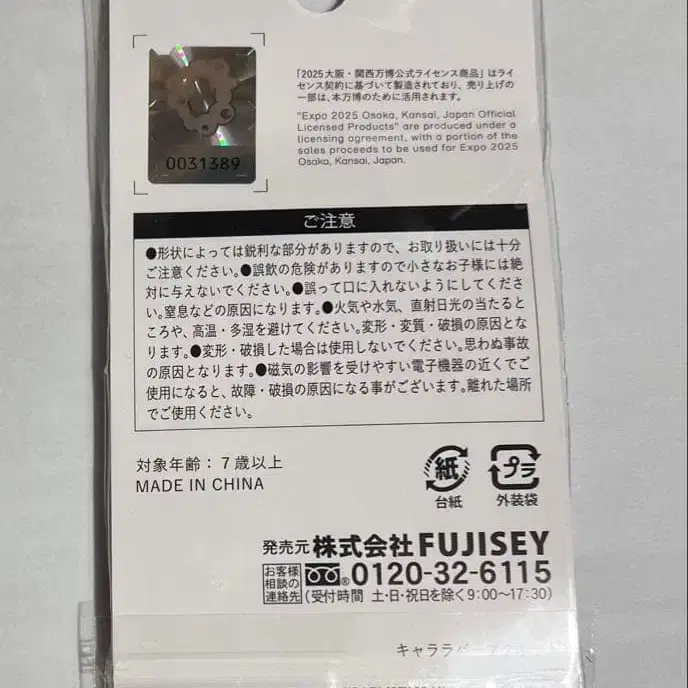 0031389
「2025大阪・関西万博公式ライセンス商品」はライ
センス契約に基づいて製造されており、売り上げの
一部は、本万博のために活用されます。
"Expo 2025 Osaka, Kansai, Japan Official
Licensed Products" are produced under a
licensing agreement, with a portion of the
sales proceeds to be used for Expo 2025
Osaka, Kansai, Japan.
ご注意
●形状によっては鋭利な部分がありますので、お取り扱いには十分
ご注意ください。●誤飲の危険がありますので小さなお子様には絶
対に与えないでください。●誤って口に入れないようにしてくださ
い。窒息などの原因になります。●火気や水気、直射日光の当たると
ころや、高温・多湿を避けてください。変形・変質・破損の原因とな
ります。●変形・破損した場合は使用しないでください。思わぬ事故
の原因となります。●磁気の影響を受けやすい電子機器の近くでご
使用になると、故障・破損の原因になる事がございます。離れた場所
でご使用ください。
対象年齢：7歳以上
MADE IN CHINA
紙
台紙
プラ
外装袋
発売元 株式会社FUJISEY
お客様
相談の
連絡先
®0120-32-6115
(受付時間 土・日・祝日を除く9:00〜17:30)
キャララバ